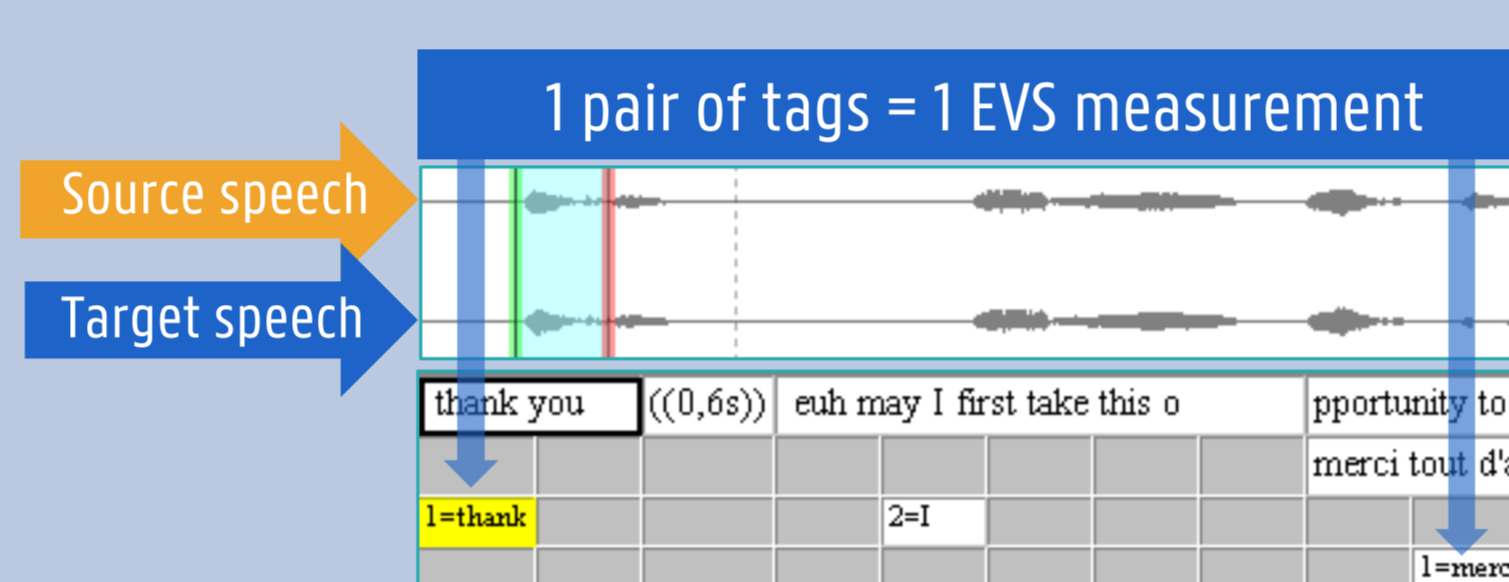 1 pair of tags = 1 EVS measurement
Source speech
Target speech
thank you ((0,6s)) euh may I first take this o pportunity to
merci tout d'a
1=thank 2=I
1=merc